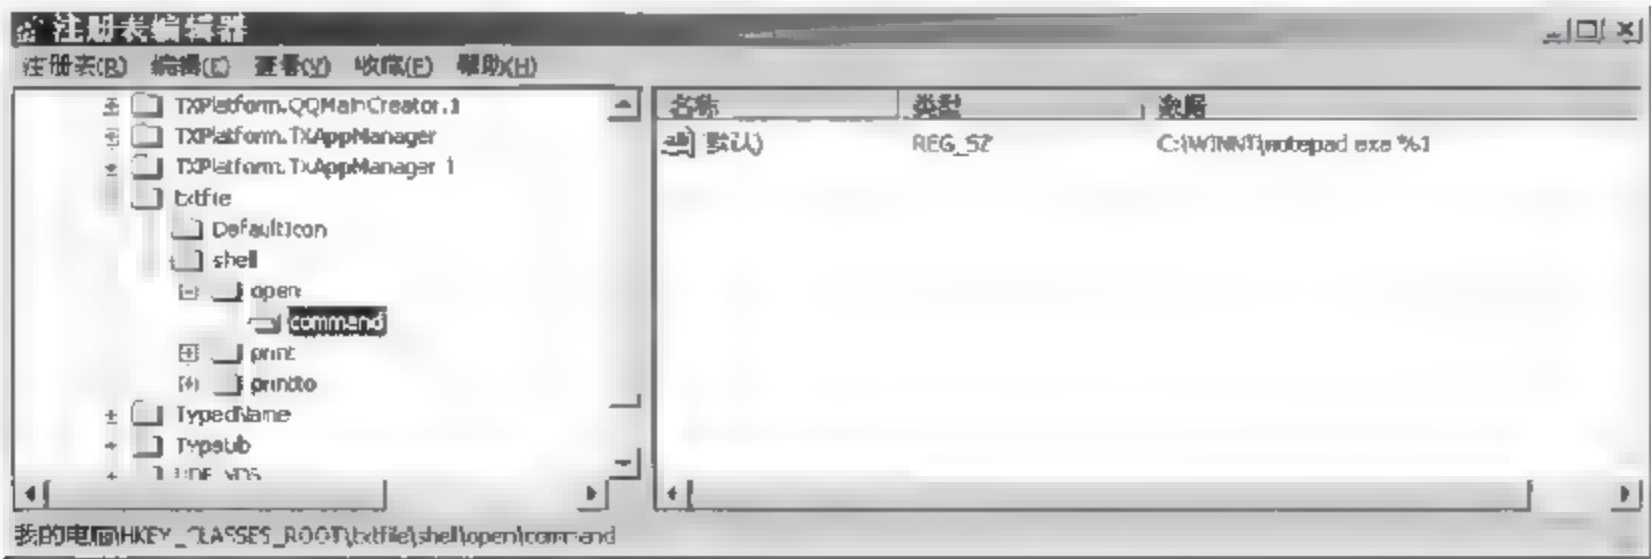 注册表编辑器
注册表(R) 编辑(E) 查看(V) 收藏(F) 帮助(H)
TXPlatform.QQMainCreator.1
TXPlatform.TXAppManager
TXPlatform.TXAppManager.1
txtfile
DefaultIcon
shell
open
command
print
printto
TypedName
TypeLib
名称 类型 数据
(默认) REG_SZ C:\WINNT\notepad.exe %1
我的电脑\HKEY_CLASSES_ROOT\txtfile\shell\open\command